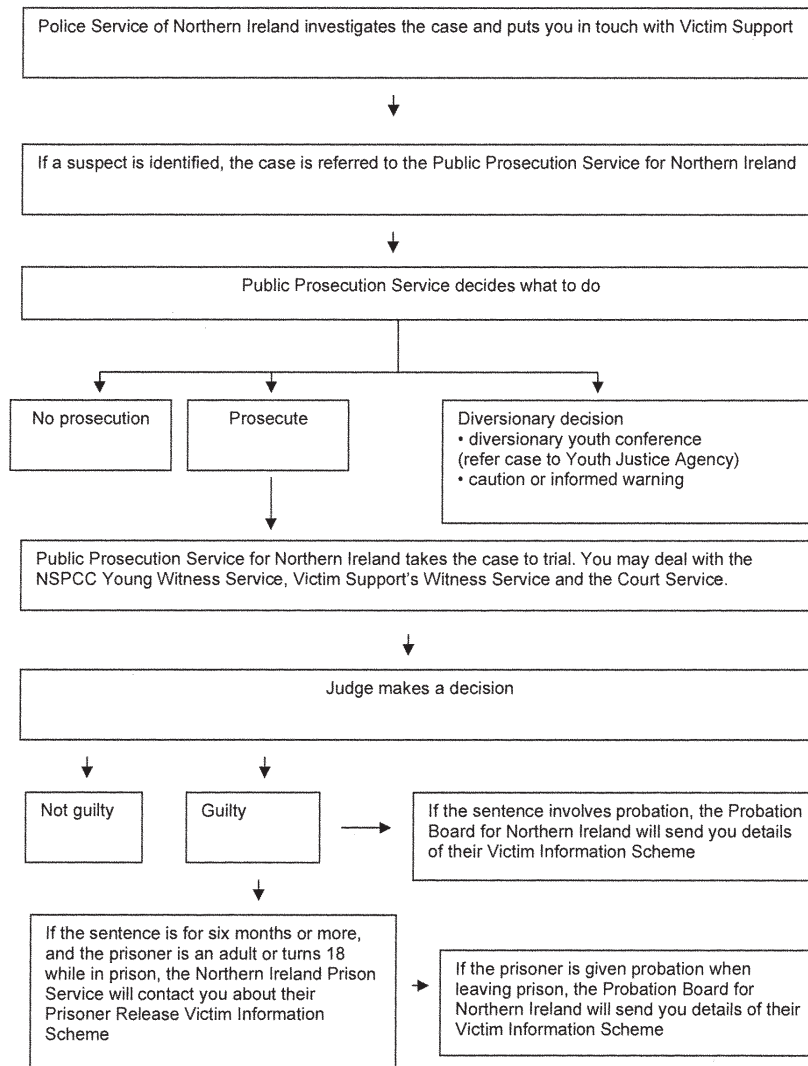 Police Service of Northern Ireland investigates the case and puts you in touch with Victim Support
If a suspect is identified, the case is referred to the Public Prosecution Service for Northern Ireland
Public Prosecution Service decides what to do
No prosecution
Prosecute
Diversionary decision
• diversionary youth conference
(refer case to Youth Justice Agency)
• caution or informed warning
Public Prosecution Service for Northern Ireland takes the case to trial. You may deal with the
NSPCC Young Witness Service, Victim Support's Witness Service and the Court Service.
Judge makes a decision
Not guilty
Guilty
If the sentence involves probation, the Probation
Board for Northern Ireland will send you details
of their Victim Information Scheme
If the sentence is for six months or more,
and the prisoner is an adult or turns 18
while in prison, the Northern Ireland Prison
Service will contact you about their
Prisoner Release Victim Information
Scheme
If the prisoner is given probation when
leaving prison, the Probation Board for
Northern Ireland will send you details of their
Victim Information Scheme